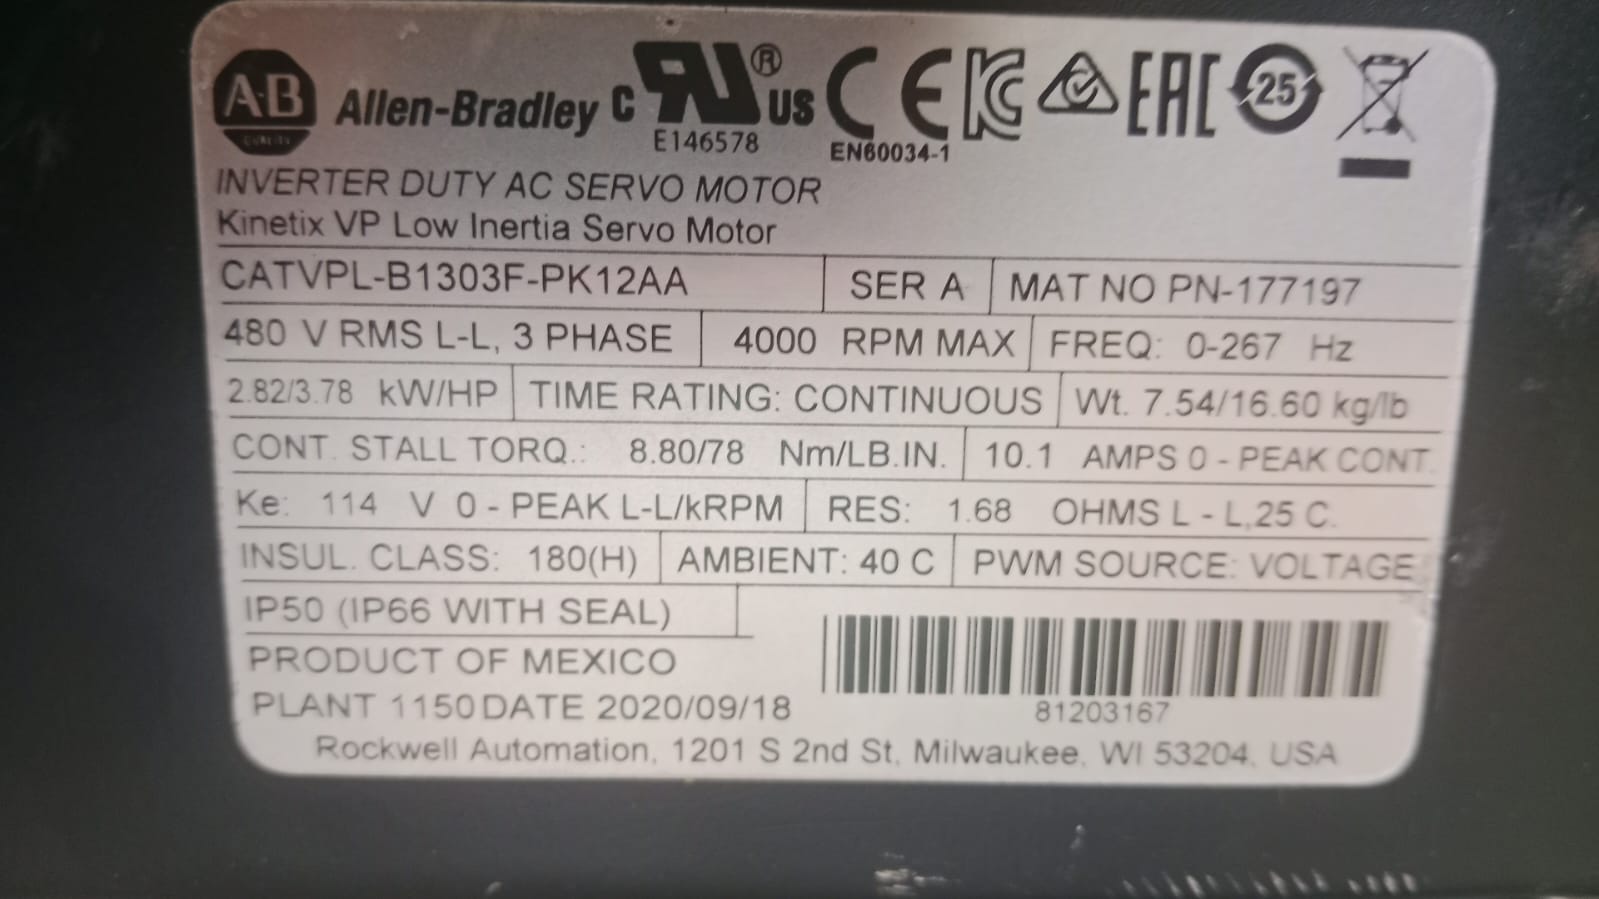 A-B QUALITY Allen-Bradley C UR ® US CE KC EAC 25
E146578 EN60034-1
INVERTER DUTY AC SERVO MOTOR
Kinetix VP Low Inertia Servo Motor
CATVPL-B1303F-PK12AA SER A MAT NO PN-177197
480 V RMS L-L, 3 PHASE 4000 RPM MAX FREQ: 0-267 Hz
2.82/3.78 kW/HP TIME RATING: CONTINUOUS Wt. 7.54/16.60 kg/lb
CONT. STALL TORQ.: 8.80/78 Nm/LB.IN. 10.1 AMPS 0 - PEAK CONT.
Ke: 114 V 0 - PEAK L-L/kRPM RES: 1.68 OHMS L - L,25 C.
INSUL. CLASS: 180(H) AMBIENT: 40 C PWM SOURCE: VOLTAGE
IP50 (IP66 WITH SEAL)
PRODUCT OF MEXICO
PLANT 1150 DATE 2020/09/18 81203167
Rockwell Automation, 1201 S 2nd St, Milwaukee, WI 53204, USA